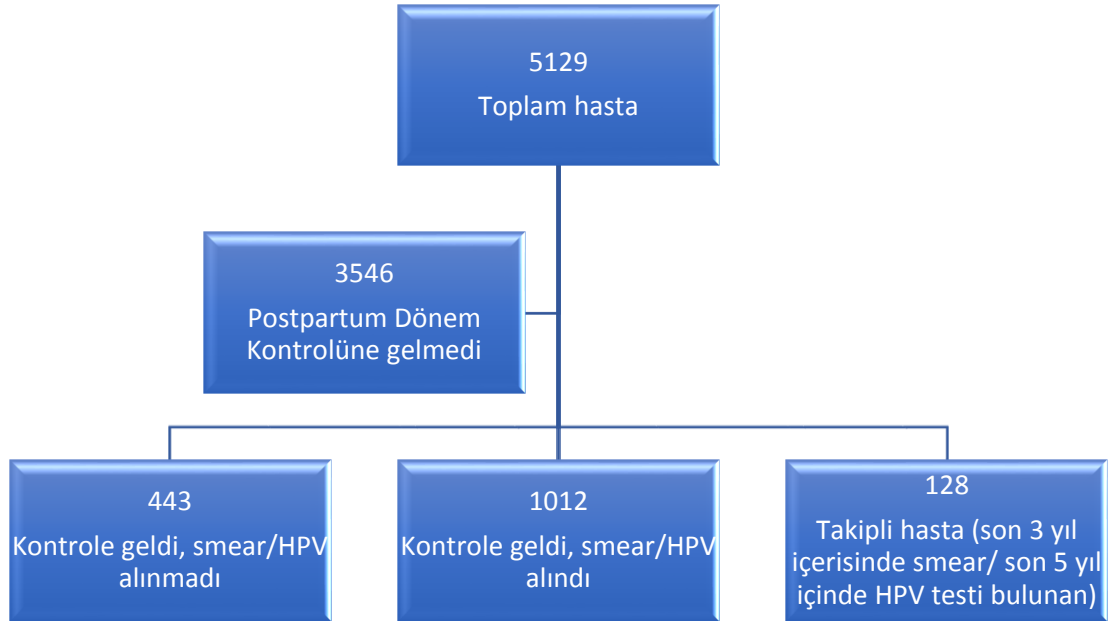 5129
Toplam hasta
3546
Postpartum Dönem
Kontrolüne gelmedi
443
Kontrole geldi, smear/HPV
alınmadı
1012
Kontrole geldi, smear/HPV
alındı
128
Takipli hasta (son 3 yıl
içerisinde smear/ son 5 yıl
içinde HPV testi bulunan)